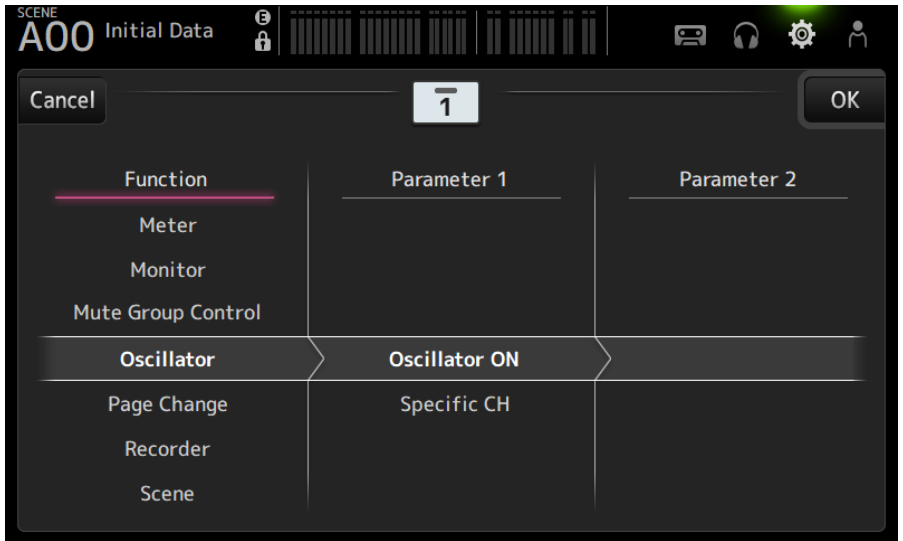 SCENE
A00 Initial Data
E
Cancel
1
OK
Function Parameter 1 Parameter 2
Meter
Monitor
Mute Group Control
Oscillator Oscillator ON
Page Change Specific CH
Recorder
Scene